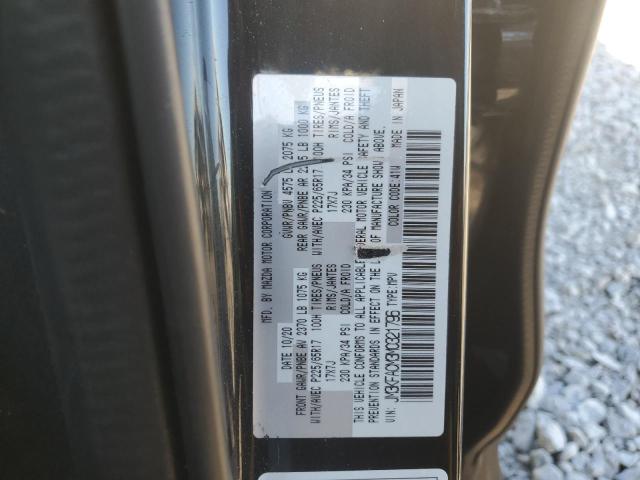 MFD. BY MAZDA MOTOR CORPORATION
DATE 10/20 GVWR/PNBV 4575 L 2075 KG
FRONT GAWR/PNBE AV 2370 LB 1075 KG REAR GAWR/PNBE AR LB 1000 KG
WITH/AVEC P225/65R17 100H TIRES/PNEUS WITH/AVEC P225/65R17 100H TIRES/PNEUS
17X7J RIMS/JANTES 17X7J RIMS/JANTES
230 KPA/34 PSI COLD/A FROID 230 KPA/34 PSI COLD/A FROID
THIS VEHICLE CONFORMS TO ALL APPLICABLE FEDERAL MOTOR VEHICLE SAFETY AND THEFT
PREVENTION STANDARDS IN EFFECT ON THE OF MANUFACTURE SHOWN ABOVE.
VIN: TYPE:MPV COLOR CODE:41W MADE IN JAPAN